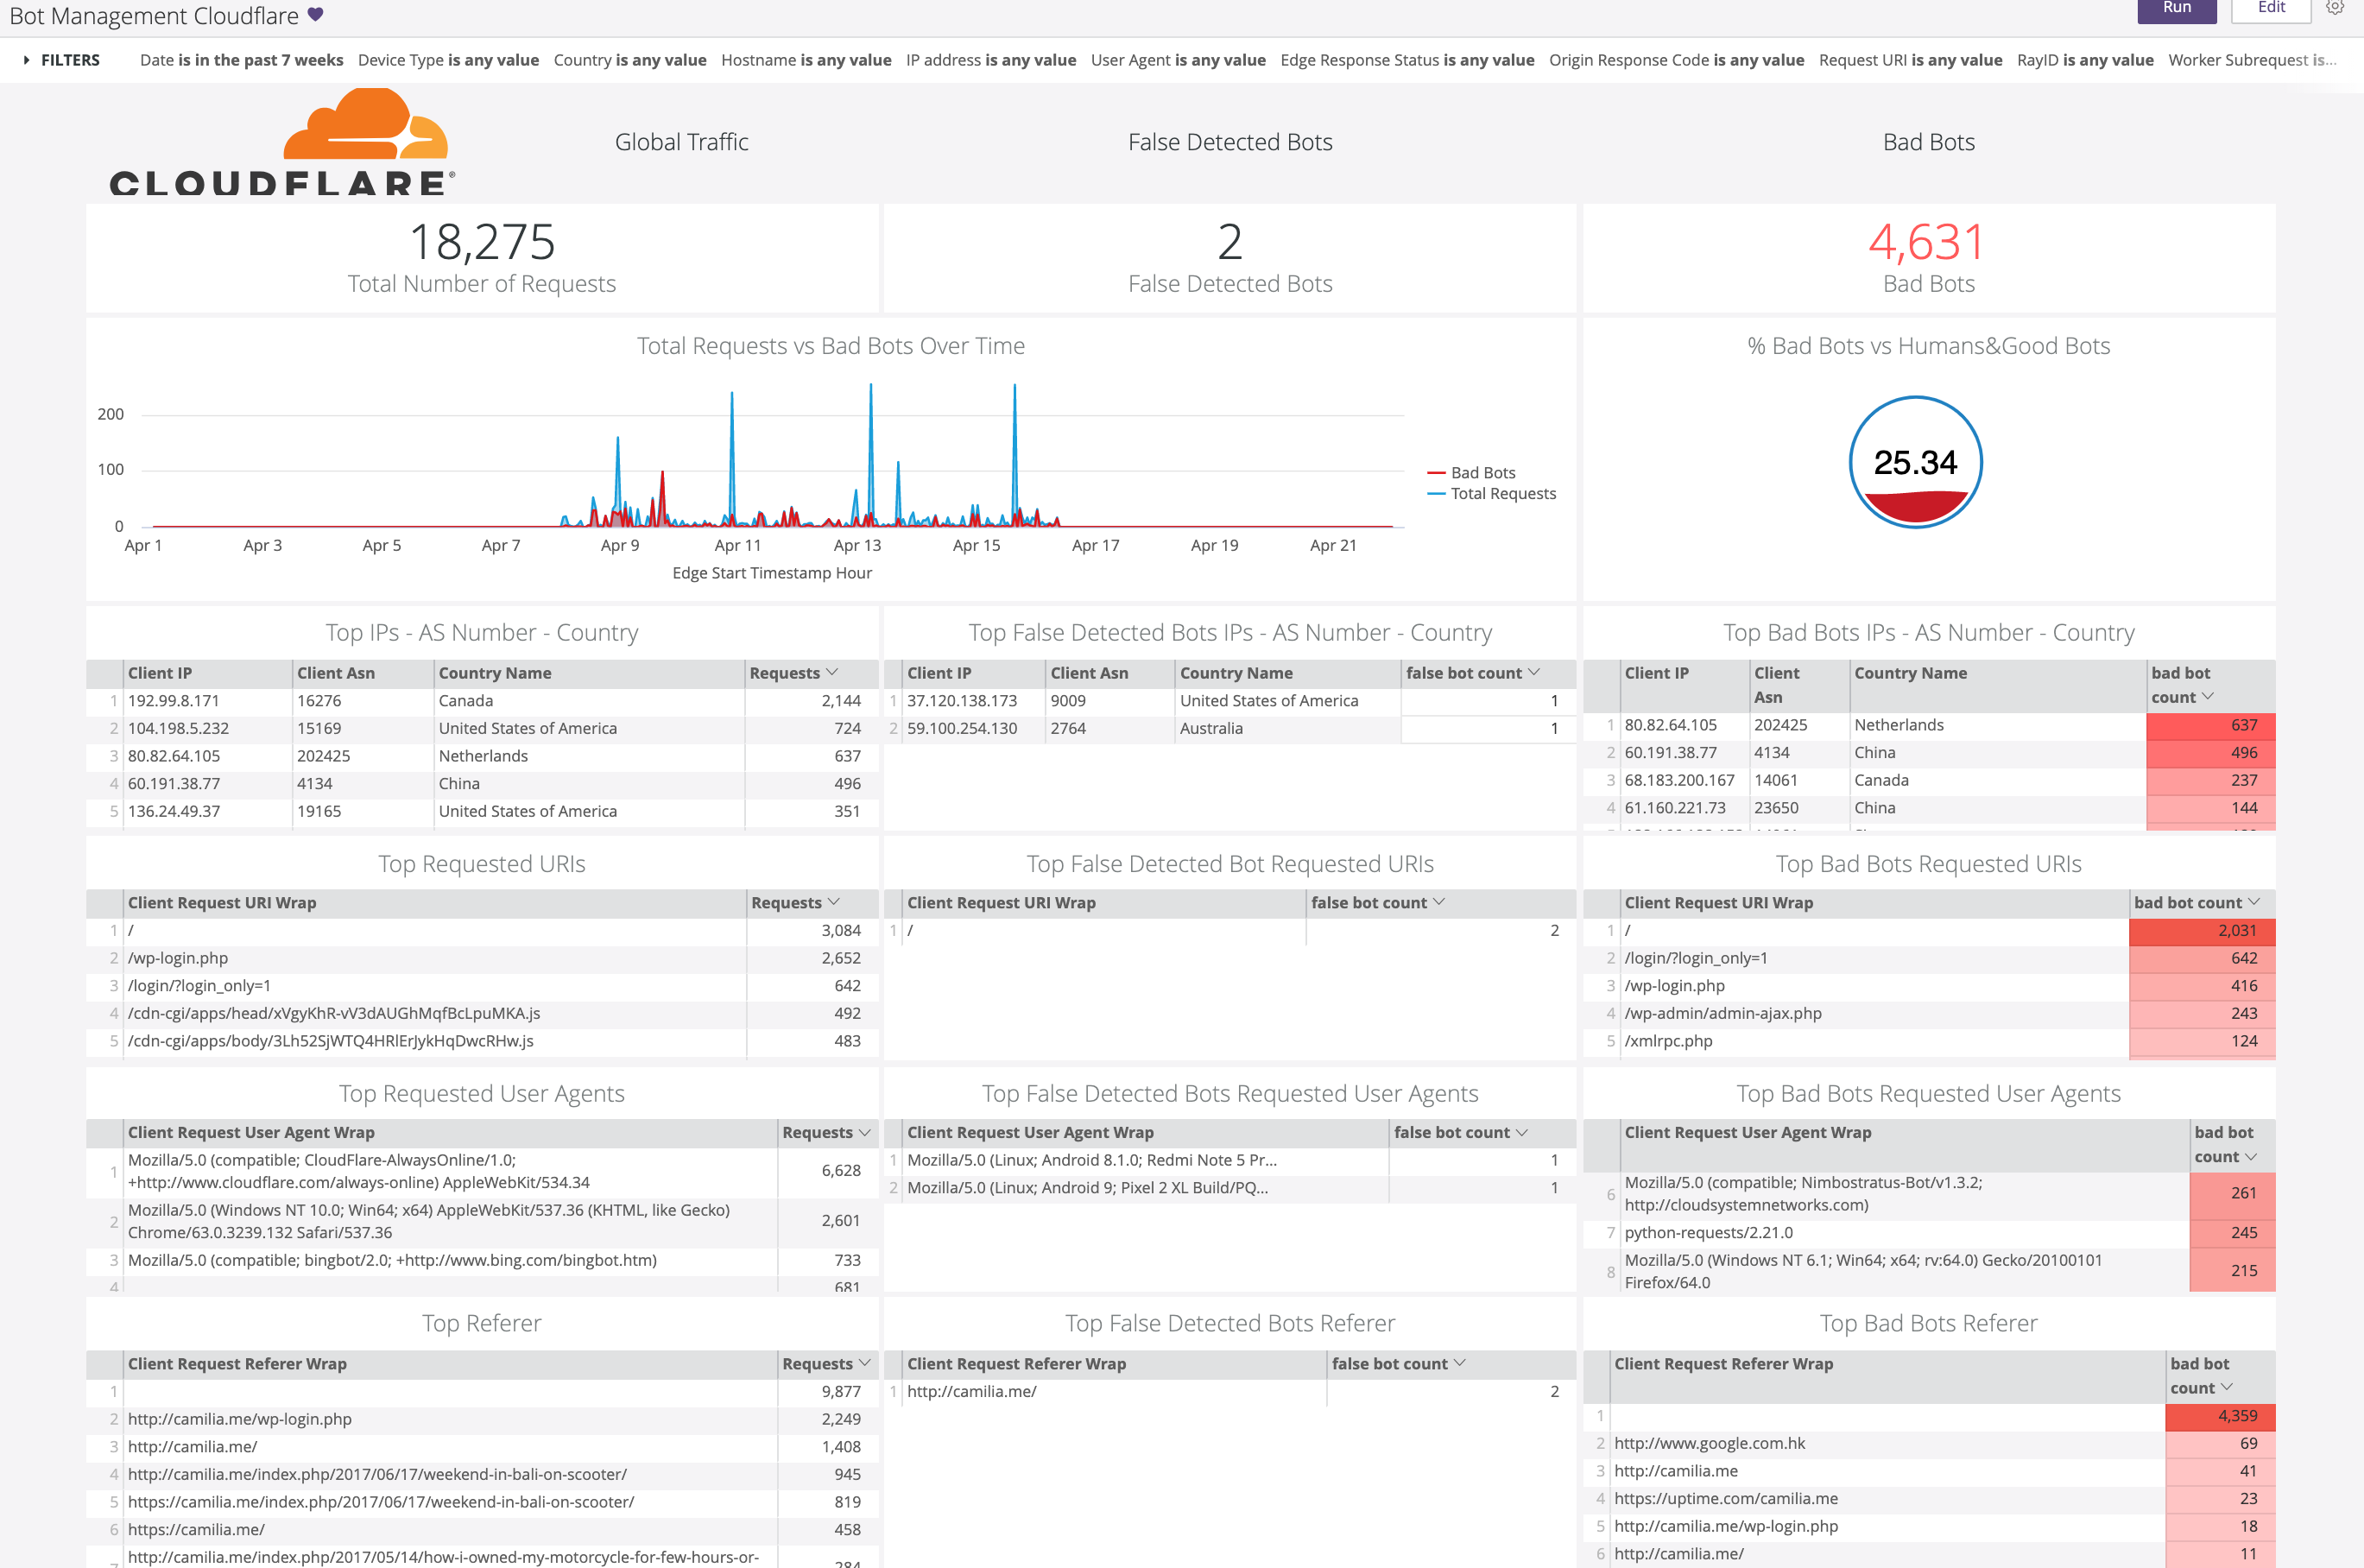 Bot Management Cloudflare
Run
Edit
FILTERS
Date is in the past 7 weeks Device Type is any value Country is any value Hostname is any value IP address is any value User Agent is any value Edge Response Status is any value Origin Response Code is any value Request URI is any value RayID is any value Worker Subrequest is...
CLOUDFLARE®
Global Traffic
False Detected Bots
Bad Bots
18,275
Total Number of Requests
2
False Detected Bots
4,631
Bad Bots
Total Requests vs Bad Bots Over Time
200
100
0
Apr 1
Apr 3
Apr 5
Apr 7
Apr 9
Apr 11
Apr 13
Apr 15
Apr 17
Apr 19
Apr 21
Edge Start Timestamp Hour
Bad Bots
Total Requests
% Bad Bots vs Humans&Good Bots
25.34
Top IPs - AS Number - Country
Client IP Client Asn Country Name Requests
1 192.99.8.171 16276 Canada 2,144
2 104.198.5.232 15169 United States of America 724
3 80.82.64.105 202425 Netherlands 637
4 60.191.38.77 4134 China 496
5 136.24.49.37 19165 United States of America 351
Top False Detected Bots IPs - AS Number - Country
Client IP Client Asn Country Name false bot count
1 37.120.138.173 9009 United States of America 1
2 59.100.254.130 2764 Australia 1
Top Bad Bots IPs - AS Number - Country
Client IP Client Asn Country Name bad bot count
1 80.82.64.105 202425 Netherlands 637
2 60.191.38.77 4134 China 496
3 68.183.200.167 14061 Canada 237
4 61.160.221.73 23650 China 144
Top Requested URIs
Client Request URI Wrap Requests
1 / 3,084
2 /wp-login.php 2,652
3 /login/?login_only=1 642
4 /cdn-cgi/apps/head/xVgyKhR-vV3dAUGhMqfBcLpuMKA.js 492
5 /cdn-cgi/apps/body/3Lh52SjWTQ4HRlErJykHqDwcRHw.js 483
Top False Detected Bot Requested URIs
Client Request URI Wrap false bot count
1 / 2
Top Bad Bots Requested URIs
Client Request URI Wrap bad bot count
1 / 2,031
2 /login/?login_only=1 642
3 /wp-login.php 416
4 /wp-admin/admin-ajax.php 243
5 /xmlrpc.php 124
Top Requested User Agents
Client Request User Agent Wrap Requests
1 Mozilla/5.0 (compatible; CloudFlare-AlwaysOnline/1.0;
+http://www.cloudflare.com/always-online) AppleWebKit/534.34 6,628
2 Mozilla/5.0 (Windows NT 10.0; Win64; x64) AppleWebKit/537.36 (KHTML, like Gecko)
Chrome/63.0.3239.132 Safari/537.36 2,601
3 Mozilla/5.0 (compatible; bingbot/2.0; +http://www.bing.com/bingbot.htm) 733
4 681
Top False Detected Bots Requested User Agents
Client Request User Agent Wrap false bot count
1 Mozilla/5.0 (Linux; Android 8.1.0; Redmi Note 5 Pr... 1
2 Mozilla/5.0 (Linux; Android 9; Pixel 2 XL Build/PQ... 1
Top Bad Bots Requested User Agents
Client Request User Agent Wrap bad bot count
6 Mozilla/5.0 (compatible; Nimbostratus-Bot/v1.3.2;
http://cloudsystemnetworks.com) 261
7 python-requests/2.21.0 245
8 Mozilla/5.0 (Windows NT 6.1; Win64; x64; rv:64.0) Gecko/20100101
Firefox/64.0 215
Top Referer
Client Request Referer Wrap Requests
1 9,877
2 http://camilia.me/wp-login.php 2,249
3 http://camilia.me/ 1,408
4 http://camilia.me/index.php/2017/06/17/weekend-in-bali-on-scooter/ 945
5 https://camilia.me/index.php/2017/06/17/weekend-in-bali-on-scooter/ 819
6 https://camilia.me/ 458
http://camilia.me/index.php/2017/05/14/how-i-owned-my-motorcycle-for-few-hours-or- 284
Top False Detected Bots Referer
Client Request Referer Wrap false bot count
1 http://camilia.me/ 2
Top Bad Bots Referer
Client Request Referer Wrap bad bot count
1 4,359
2 http://www.google.com.hk 69
3 http://camilia.me 41
4 https://uptime.com/camilia.me 23
5 http://camilia.me/wp-login.php 18
6 http://camilia.me/ 11